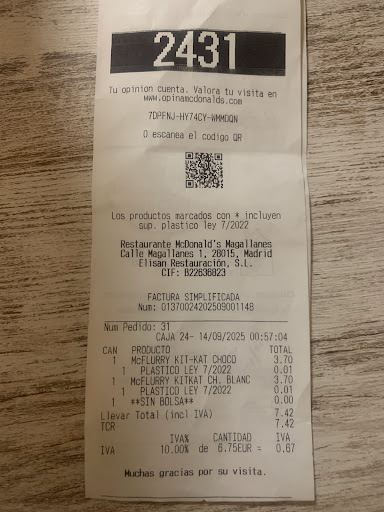 2431
Tu opinion cuenta. Valora tu visita en
www.opinamcdonalds.com
7DPFNJ-HY74CY-WMMDQN
O escanea el codigo QR
Los productos marcados con * incluyen
sup. plastico ley 7/2022
Restaurante McDonald's Magallanes
Calle Magallanes 1, 28015, Madrid
Elisan Restauración, S.L.
CIF: B22636823
FACTURA SIMPLIFICADA
Num: 01370024202509001148
Num Pedido: 31
CAJA 24- 14/09/2025 00:57:04
CAN PRODUCTO TOTAL
1 McFLURRY KIT-KAT CHOCO 3.70
1 PLASTICO LEY 7/2022 0.01
1 McFLURRY KITKAT CH. BLANC 3.70
1 PLASTICO LEY 7/2022 0.01
1 **SIN BOLSA** 0.00
Llevar Total (incl IVA) 7.42
TCR 7.42
IVA% CANTIDAD IVA
IVA 10.00% de 6.75EUR = 0.67
Muchas gracias por su visita.